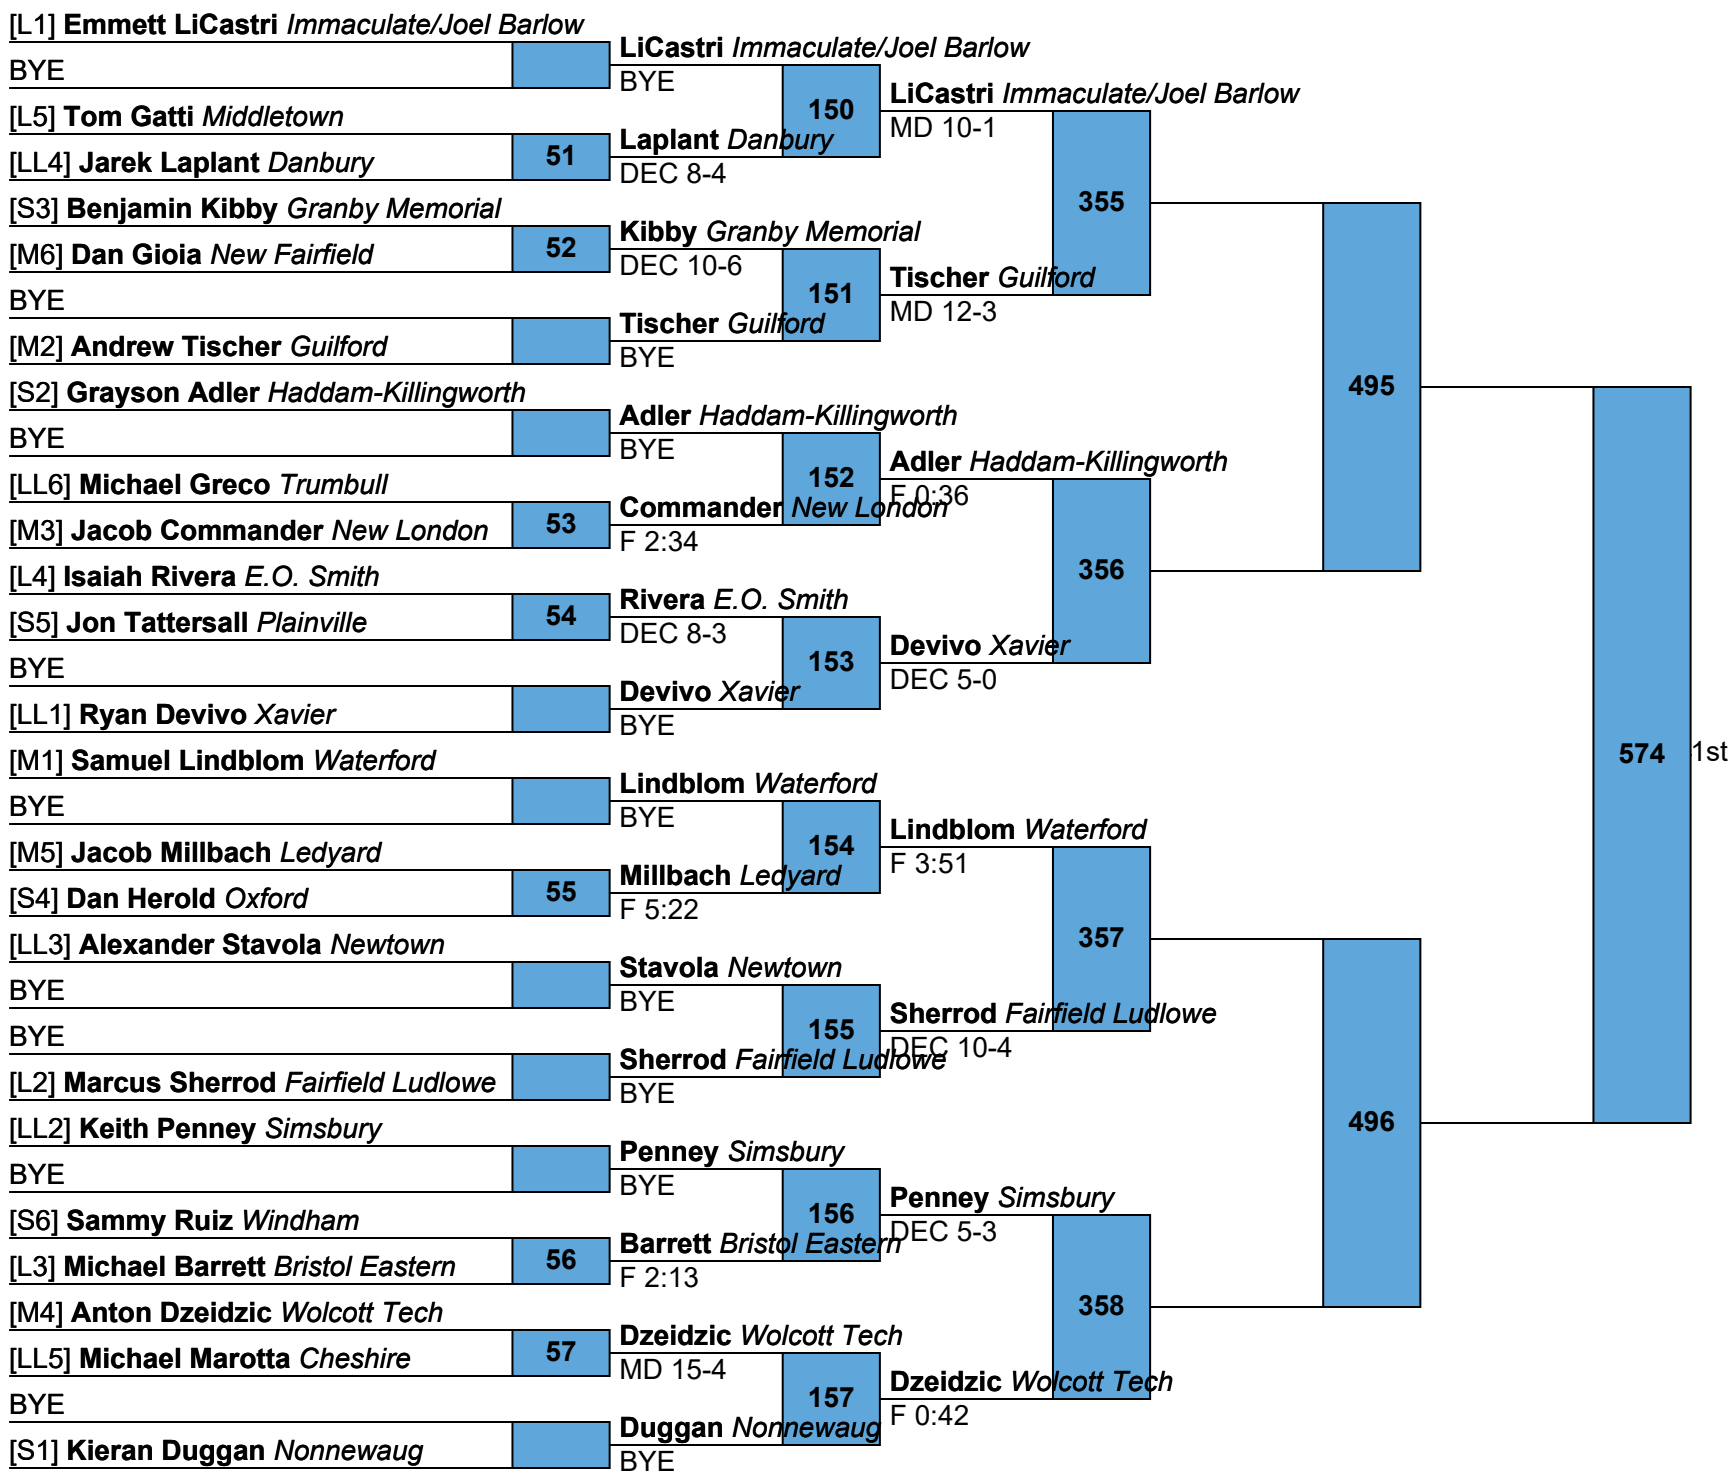 [L1] Emmett LiCastri Immaculate/Joel Barlow
BYE
[L5] Tom Gatti Middletown
[LL4] Jarek Laplant Danbury
51
[S3] Benjamin Kibby Granby Memorial
[M6] Dan Gioia New Fairfield
52
BYE
[M2] Andrew Tischer Guilford
[S2] Grayson Adler Haddam-Killingworth
BYE
[LL6] Michael Greco Trumbull
[M3] Jacob Commander New London
53
[L4] Isaiah Rivera E.O. Smith
[S5] Jon Tattersall Plainville
54
BYE
[LL1] Ryan Devivo Xavier
[M1] Samuel Lindblom Waterford
BYE
[M5] Jacob Millbach Ledyard
[S4] Dan Herold Oxford
55
[LL3] Alexander Stavola Newtown
BYE
BYE
[L2] Marcus Sherrod Fairfield Ludlowe
[LL2] Keith Penney Simsbury
BYE
[S6] Sammy Ruiz Windham
[L3] Michael Barrett Bristol Eastern
56
[M4] Anton Dzeidzic Wolcott Tech
[LL5] Michael Marotta Cheshire
57
BYE
[S1] Kieran Duggan Nonnewaug
LiCastri Immaculate/Joel Barlow
BYE
150
Laplant Danbury
DEC 8-4
Kibby Granby Memorial
DEC 10-6
151
Tischer Guilford
BYE
Adler Haddam-Killingworth
BYE
152
Commander New London
F 2:34
Rivera E.O. Smith
DEC 8-3
153
Devivo Xavier
BYE
Lindblom Waterford
BYE
154
Millbach Ledyard
F 5:22
Stavola Newtown
BYE
155
Sherrod Fairfield Ludlowe
BYE
Penney Simsbury
BYE
156
Barrett Bristol Eastern
F 2:13
Dzeidzic Wolcott Tech
MD 15-4
157
Duggan Nonnewaug
BYE
LiCastri Immaculate/Joel Barlow
MD 10-1
355
Tischer Guilford
MD 12-3
Adler Haddam-Killingworth
F 0:36
356
Devivo Xavier
DEC 5-0
Lindblom Waterford
F 3:51
357
Sherrod Fairfield Ludlowe
DEC 10-4
Penney Simsbury
DEC 5-3
358
Dzeidzic Wolcott Tech
F 0:42
495
496
574
1st